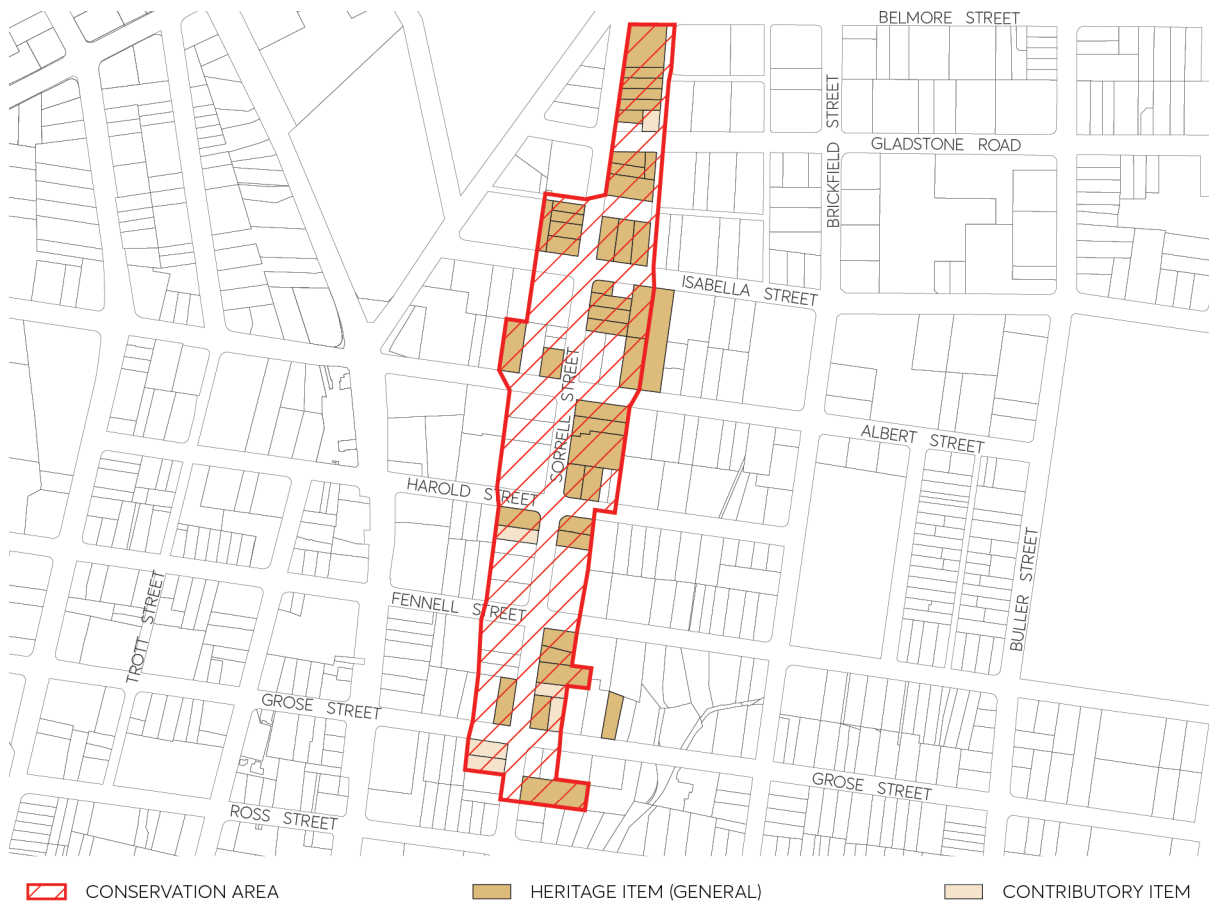 BELMORE STREET
BRICKFIELD STREET
GLADSTONE ROAD
ISABELLA STREET
SORRELL STREET
ALBERT STREET
HAROLD STREET
BULLER STREET
FENNELL STREET
TROTT STREET
GROSE STREET
GROSE STREET
ROSS STREET
CONSERVATION AREA
HERITAGE ITEM (GENERAL)
CONTRIBUTORY ITEM